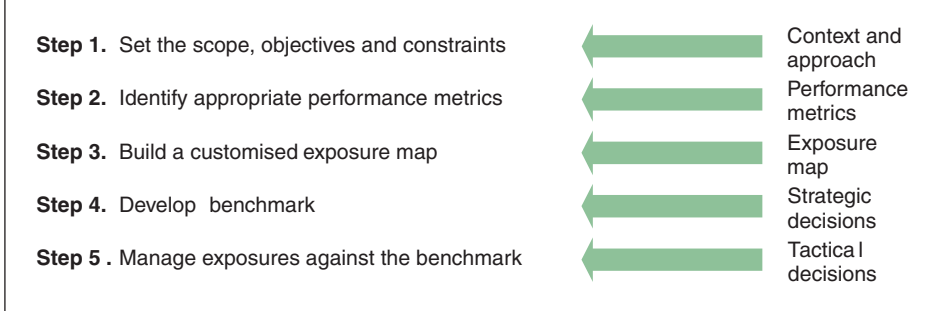 Step 1. Set the scope, objectives and constraints
Context and
approach
Step 2. Identify appropriate performance metrics
Performance
metrics
Step 3. Build a customised exposure map
Exposure
map
Step 4. Develop benchmark
Strategic
decisions
Step 5 . Manage exposures against the benchmark
Tactica l
decisions